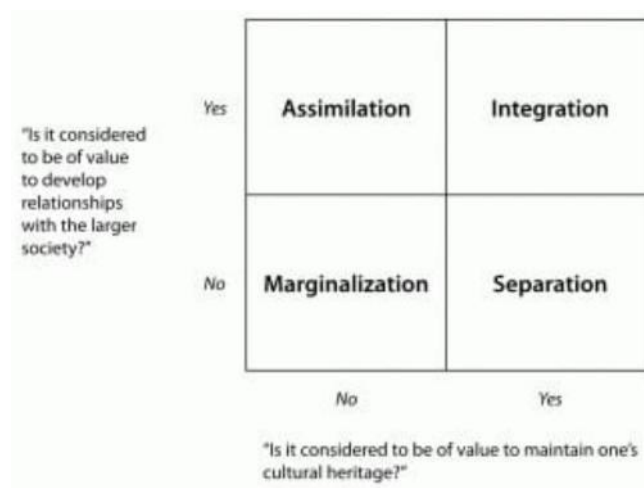 Yes
Assimilation
Integration
"Is it considered
to be of value
to develop
relationships
with the larger
society?"
No
Marginalization
Separation
No
Yes
"Is it considered to be of value to maintain one's
cultural heritage?"